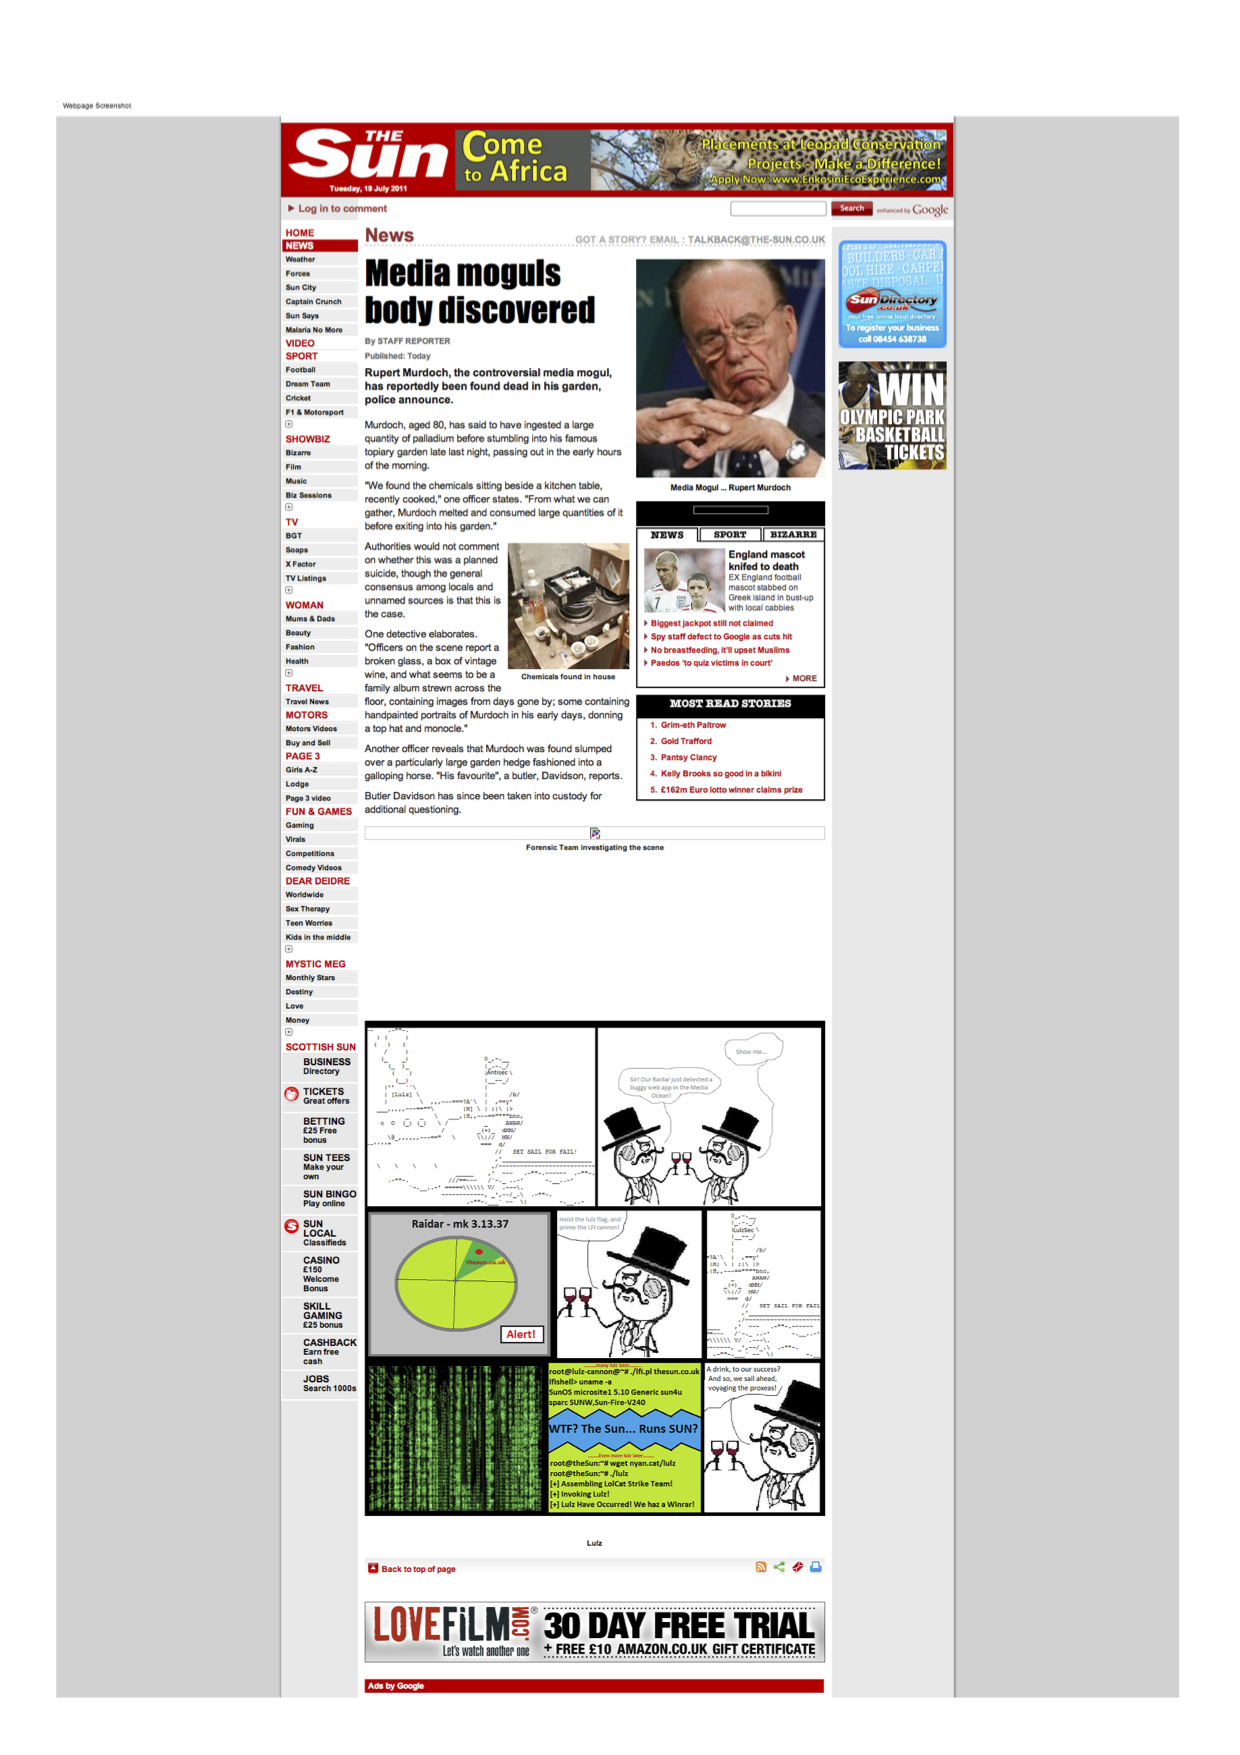 Webpage Screenshot
THE
Sun
Tuesday, 19 July 2011
Come
to Africa
Placements at Leopad Conservation
Projects - Make a Difference!
Apply Now: www.EnkosiniEcoExperience.com
Log in to comment
Search
enhanced by Google
HOME
NEWS
Weather
Forces
Sun City
Captain Crunch
Sun Says
Malaria No More
VIDEO
SPORT
Football
Dream Team
Cricket
F1 & Motorsport
SHOWBIZ
Bizarre
Film
Music
Biz Sessions
TV
BGT
Soaps
X Factor
TV Listings
WOMAN
Mums & Dads
Beauty
Fashion
Health
TRAVEL
Travel News
MOTORS
Motors Videos
Buy and Sell
PAGE 3
Girls A-Z
Lodge
Page 3 video
FUN & GAMES
Gaming
Virals
Competitions
Comedy Videos
DEAR DEIDRE
Worldwide
Sex Therapy
Teen Worries
Kids in the middle
MYSTIC MEG
Monthly Stars
Destiny
Love
Money
SCOTTISH SUN
BUSINESS
Directory
TICKETS
Great offers
BETTING
£25 Free
bonus
SUN TEES
Make your
own
SUN BINGO
Play online
SUN
LOCAL
Classifieds
CASINO
£150
Welcome
Bonus
SKILL
GAMING
£25 bonus
CASHBACK
Earn free
cash
JOBS
Search 1000s
News
GOT A STORY? EMAIL : TALKBACK@THE-SUN.CO.UK
Media moguls
body discovered
By STAFF REPORTER
Published: Today
Rupert Murdoch, the controversial media mogul,
has reportedly been found dead in his garden,
police announce.
Murdoch, aged 80, has said to have ingested a large
quantity of palladium before stumbling into his famous
topiary garden late last night, passing out in the early hours
of the morning.
"We found the chemicals sitting beside a kitchen table,
recently cooked," one officer states. "From what we can
gather, Murdoch melted and consumed large quantities of it
before exiting into his garden."
Authorities would not comment
on whether this was a planned
suicide, though the general
consensus among locals and
unnamed sources is that this is
the case.
One detective elaborates.
"Officers on the scene report a
broken glass, a box of vintage
wine, and what seems to be a
family album strewn across the
floor, containing images from days gone by; some containing
handpainted portraits of Murdoch in his early days, donning
a top hat and monocle."
Chemicals found in house
Another officer reveals that Murdoch was found slumped
over a particularly large garden hedge fashioned into a
galloping horse. "His favourite", a butler, Davidson, reports.
Butler Davidson has since been taken into custody for
additional questioning.
Media Mogul ... Rupert Murdoch
NEWS
SPORT
BIZARRE
England mascot
knifed to death
EX England football
mascot stabbed on
Greek island in bust-up
with local cabbies
Biggest jackpot still not claimed
Spy staff defect to Google as cuts hit
No breastfeeding, it'll upset Muslims
Paedos 'to quiz victims in court'
MORE
MOST READ STORIES
1. Grim-eth Paltrow
2. Gold Trafford
3. Pantsy Clancy
4. Kelly Brooks so good in a bikini
5. £162m Euro lotto winner claims prize
SunDirectory
.co.uk
your free online local directory
To register your business
call 08454 638738
WIN
OLYMPIC PARK
BASKETBALL
TICKETS
Forensic Team investigating the scene
[Lulz]
|Antisec \
SET SAIL FOR FAIL!
Sir! Our Raidar just detected a
buggy web app in the Media
Ocean!
Show me...
Raidar - mk 3.13.37
thesun.co.uk
Alert!
Hoist the lulz flag, and
prime the LFI cannon!
|LulzSec \
SET SAIL FOR FAIL
root@lulz-cannon@~# ./lfi.pl thesun.co.uk
lfishell> uname -a
SunOS microsite1 5.10 Generic sun4u
sparc SUNW,Sun-Fire-V240
WTF? The Sun... Runs SUN?
root@theSun:~# wget nyan.cat/lulz
root@theSun:~# ./lulz
[+] Assembling LolCat Strike Team!
[+] Invoking Lulz!
[+] Lulz Have Occurred! We haz a Winrar!
A drink, to our success?
And so, we sail ahead,
voyaging the proxeas!
Lulz
Back to top of page
LOVEFiLM.COM®
Let's watch another one
30 DAY FREE TRIAL
+ FREE £10 AMAZON.CO.UK GIFT CERTIFICATE
Ads by Google